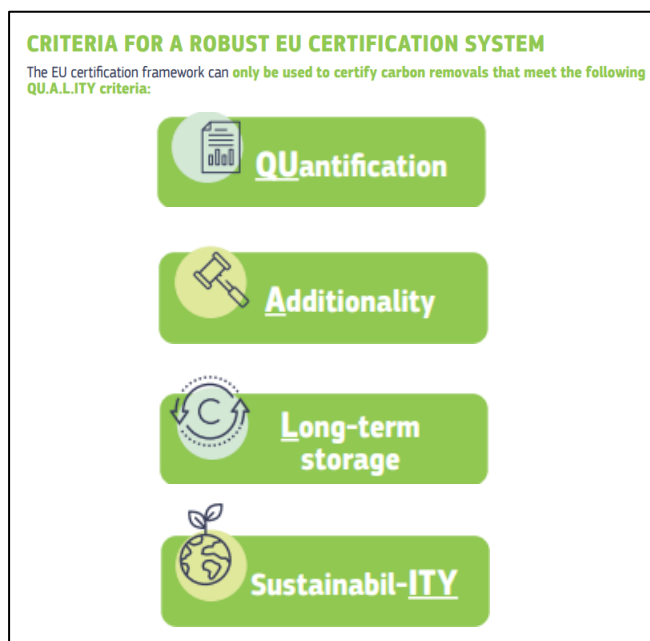 CRITERIA FOR A ROBUST EU CERTIFICATION SYSTEM
The EU certification framework can only be used to certify carbon removals that meet the following
QU.A.L.ITY criteria:
QUantification
Additionality
C
Long-term
storage
Sustainabil-ITY